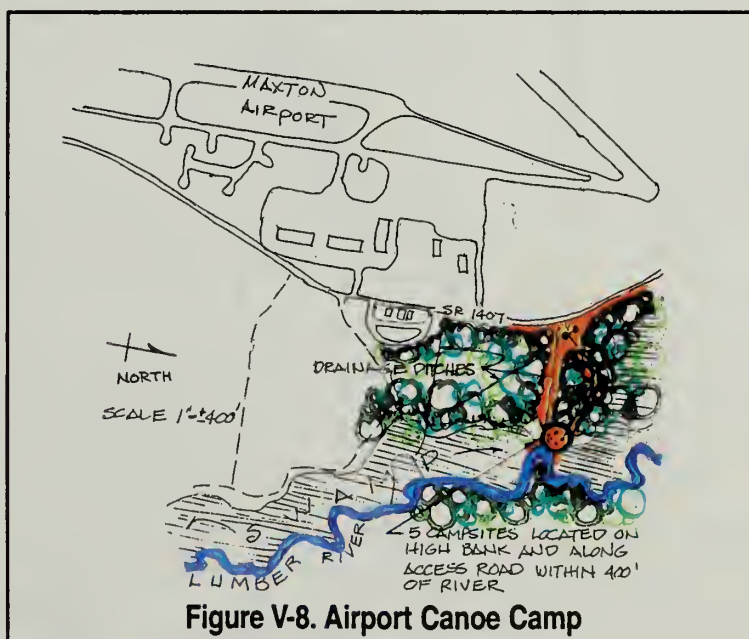 MAXTON
AIRPORT
SR 1407
DRAINAGE DITCHES
NORTH
SCALE 1"=±400'
SWAMP
LUMBER RIVER
5 CAMPSITES LOCATED ON
HIGH BANK AND ALONG
ACCESS ROAD WITHIN 400'
OF RIVER
Figure V-8. Airport Canoe Camp